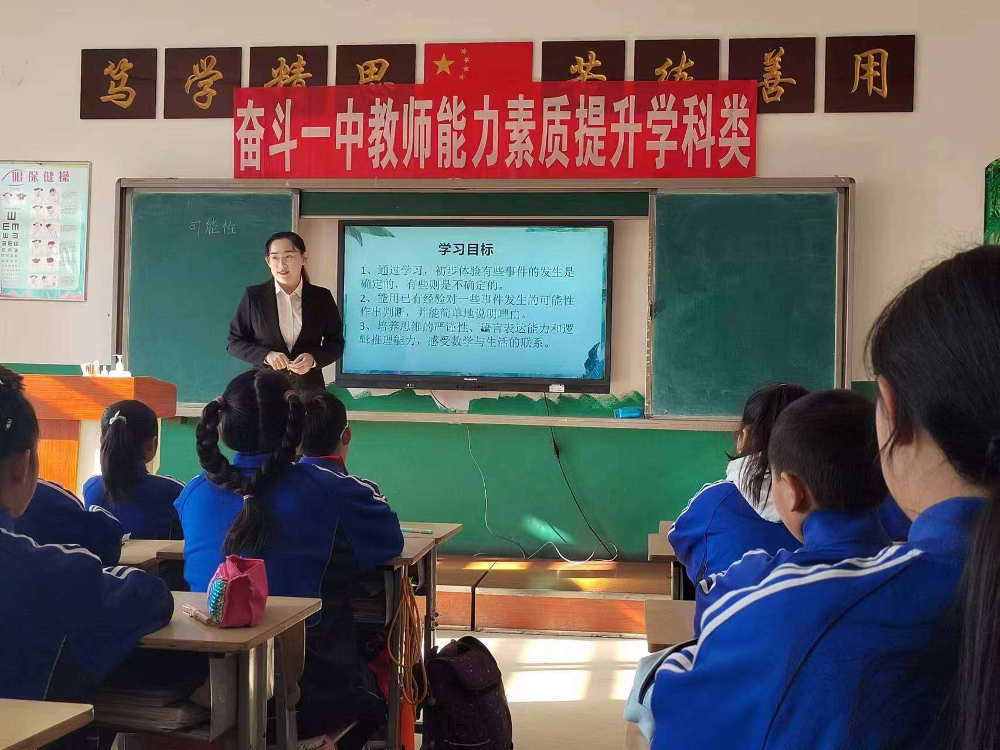 笃学精思
善用
奋斗一中教师能力素质提升学科类
眼保健操
可能性
学习目标
1、通过学习，初步体验有些事件的发生是
确定的，有些则是不确定的。
2、能用已有经验对一些事件发生的可能性
作出判断，并能简单地说明理由。
3、培养思维的严谨性、语言表达能力和逻
辑推理能力，感受数学与生活的联系。
Skyworth